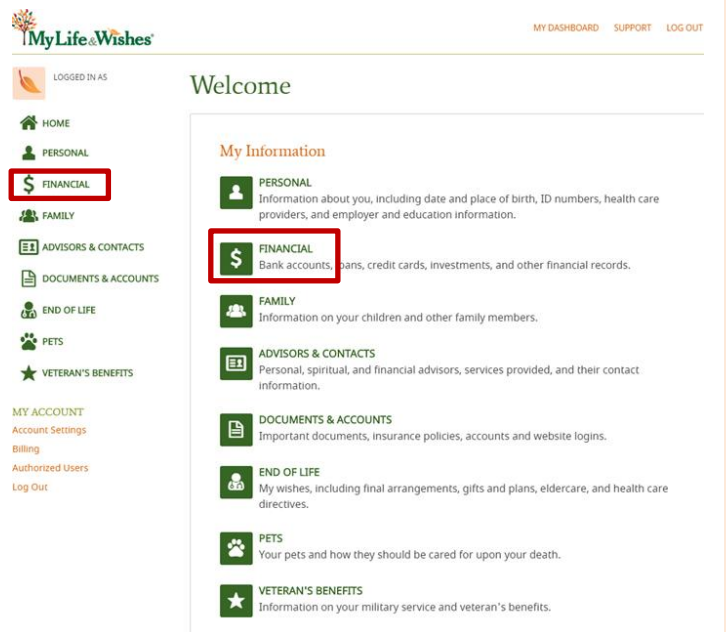 My Life & Wishes®
MY DASHBOARD SUPPORT LOG OUT
LOGGED IN AS
HOME
PERSONAL
FINANCIAL
FAMILY
ADVISORS & CONTACTS
DOCUMENTS & ACCOUNTS
END OF LIFE
PETS
VETERAN'S BENEFITS
MY ACCOUNT
Account Settings
Billing
Authorized Users
Log Out
Welcome
My Information
PERSONAL
Information about you, including date and place of birth, ID numbers, health care
providers, and employer and education information.
FINANCIAL
Bank accounts, loans, credit cards, investments, and other financial records.
FAMILY
Information on your children and other family members.
ADVISORS & CONTACTS
Personal, spiritual, and financial advisors, services provided, and their contact
information.
DOCUMENTS & ACCOUNTS
Important documents, insurance policies, accounts and website logins.
END OF LIFE
My wishes, including final arrangements, gifts and plans, eldercare, and health care
directives.
PETS
Your pets and how they should be cared for upon your death.
VETERAN'S BENEFITS
Information on your military service and veteran's benefits.